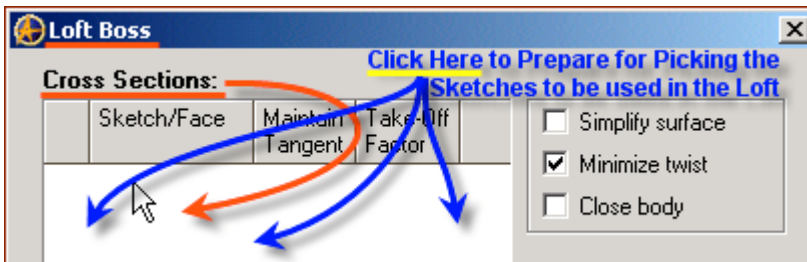 Loft Boss
Click Here to Prepare for Picking the
Sketches to be used in the Loft
Cross Sections:
Sketch/Face
Maintain
Tangent
Take-Off
Factor
Simplify surface
Minimize twist
Close body